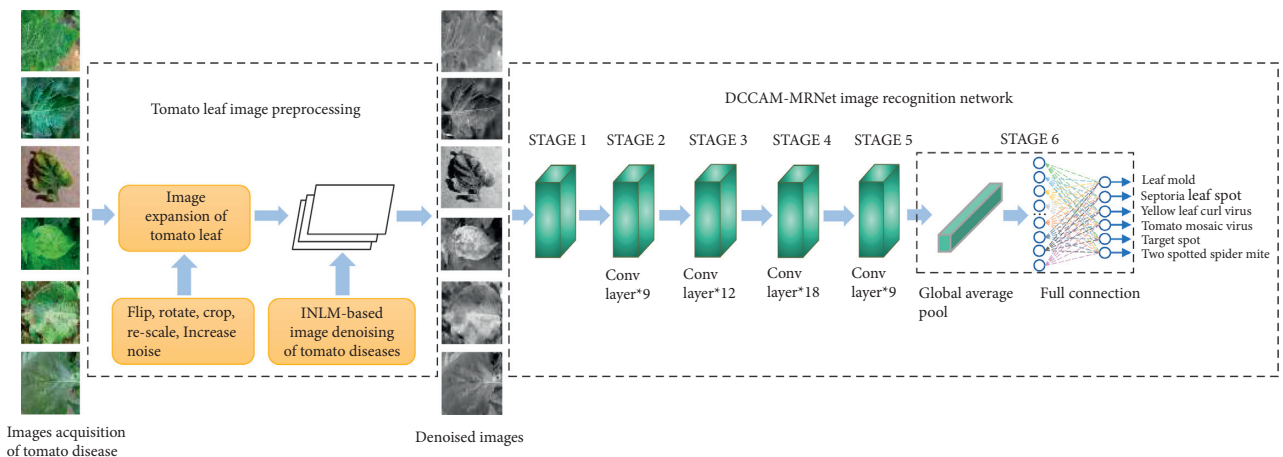 Tomato leaf image preprocessing
Image
expansion of
tomato leaf
Flip, rotate, crop,
re-scale, Increase
noise
INLM-based
image denoising
of tomato diseases
Images acquisition
of tomato disease
Denoised images
DCCAM-MRNet image recognition network
STAGE 1
STAGE 2
STAGE 3
STAGE 4
STAGE 5
STAGE 6
Conv
layer*9
Conv
layer*12
Conv
layer*18
Conv
layer*9
Global average
pool
Full connection
Leaf mold
Septoria leaf spot
Yellow leaf curl virus
Tomato mosaic virus
Target spot
Two spotted spider mite